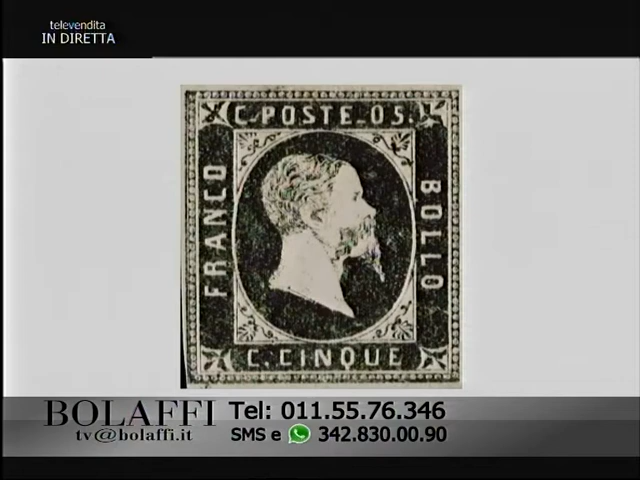 televendita
IN DIRETTA
C. POSTE. 05.
FRANCO
BOLLO
C. CINQUE
BOLAFFI
tv@bolaffi.it
Tel: 011.55.76.346
SMS e 342.830.00.90